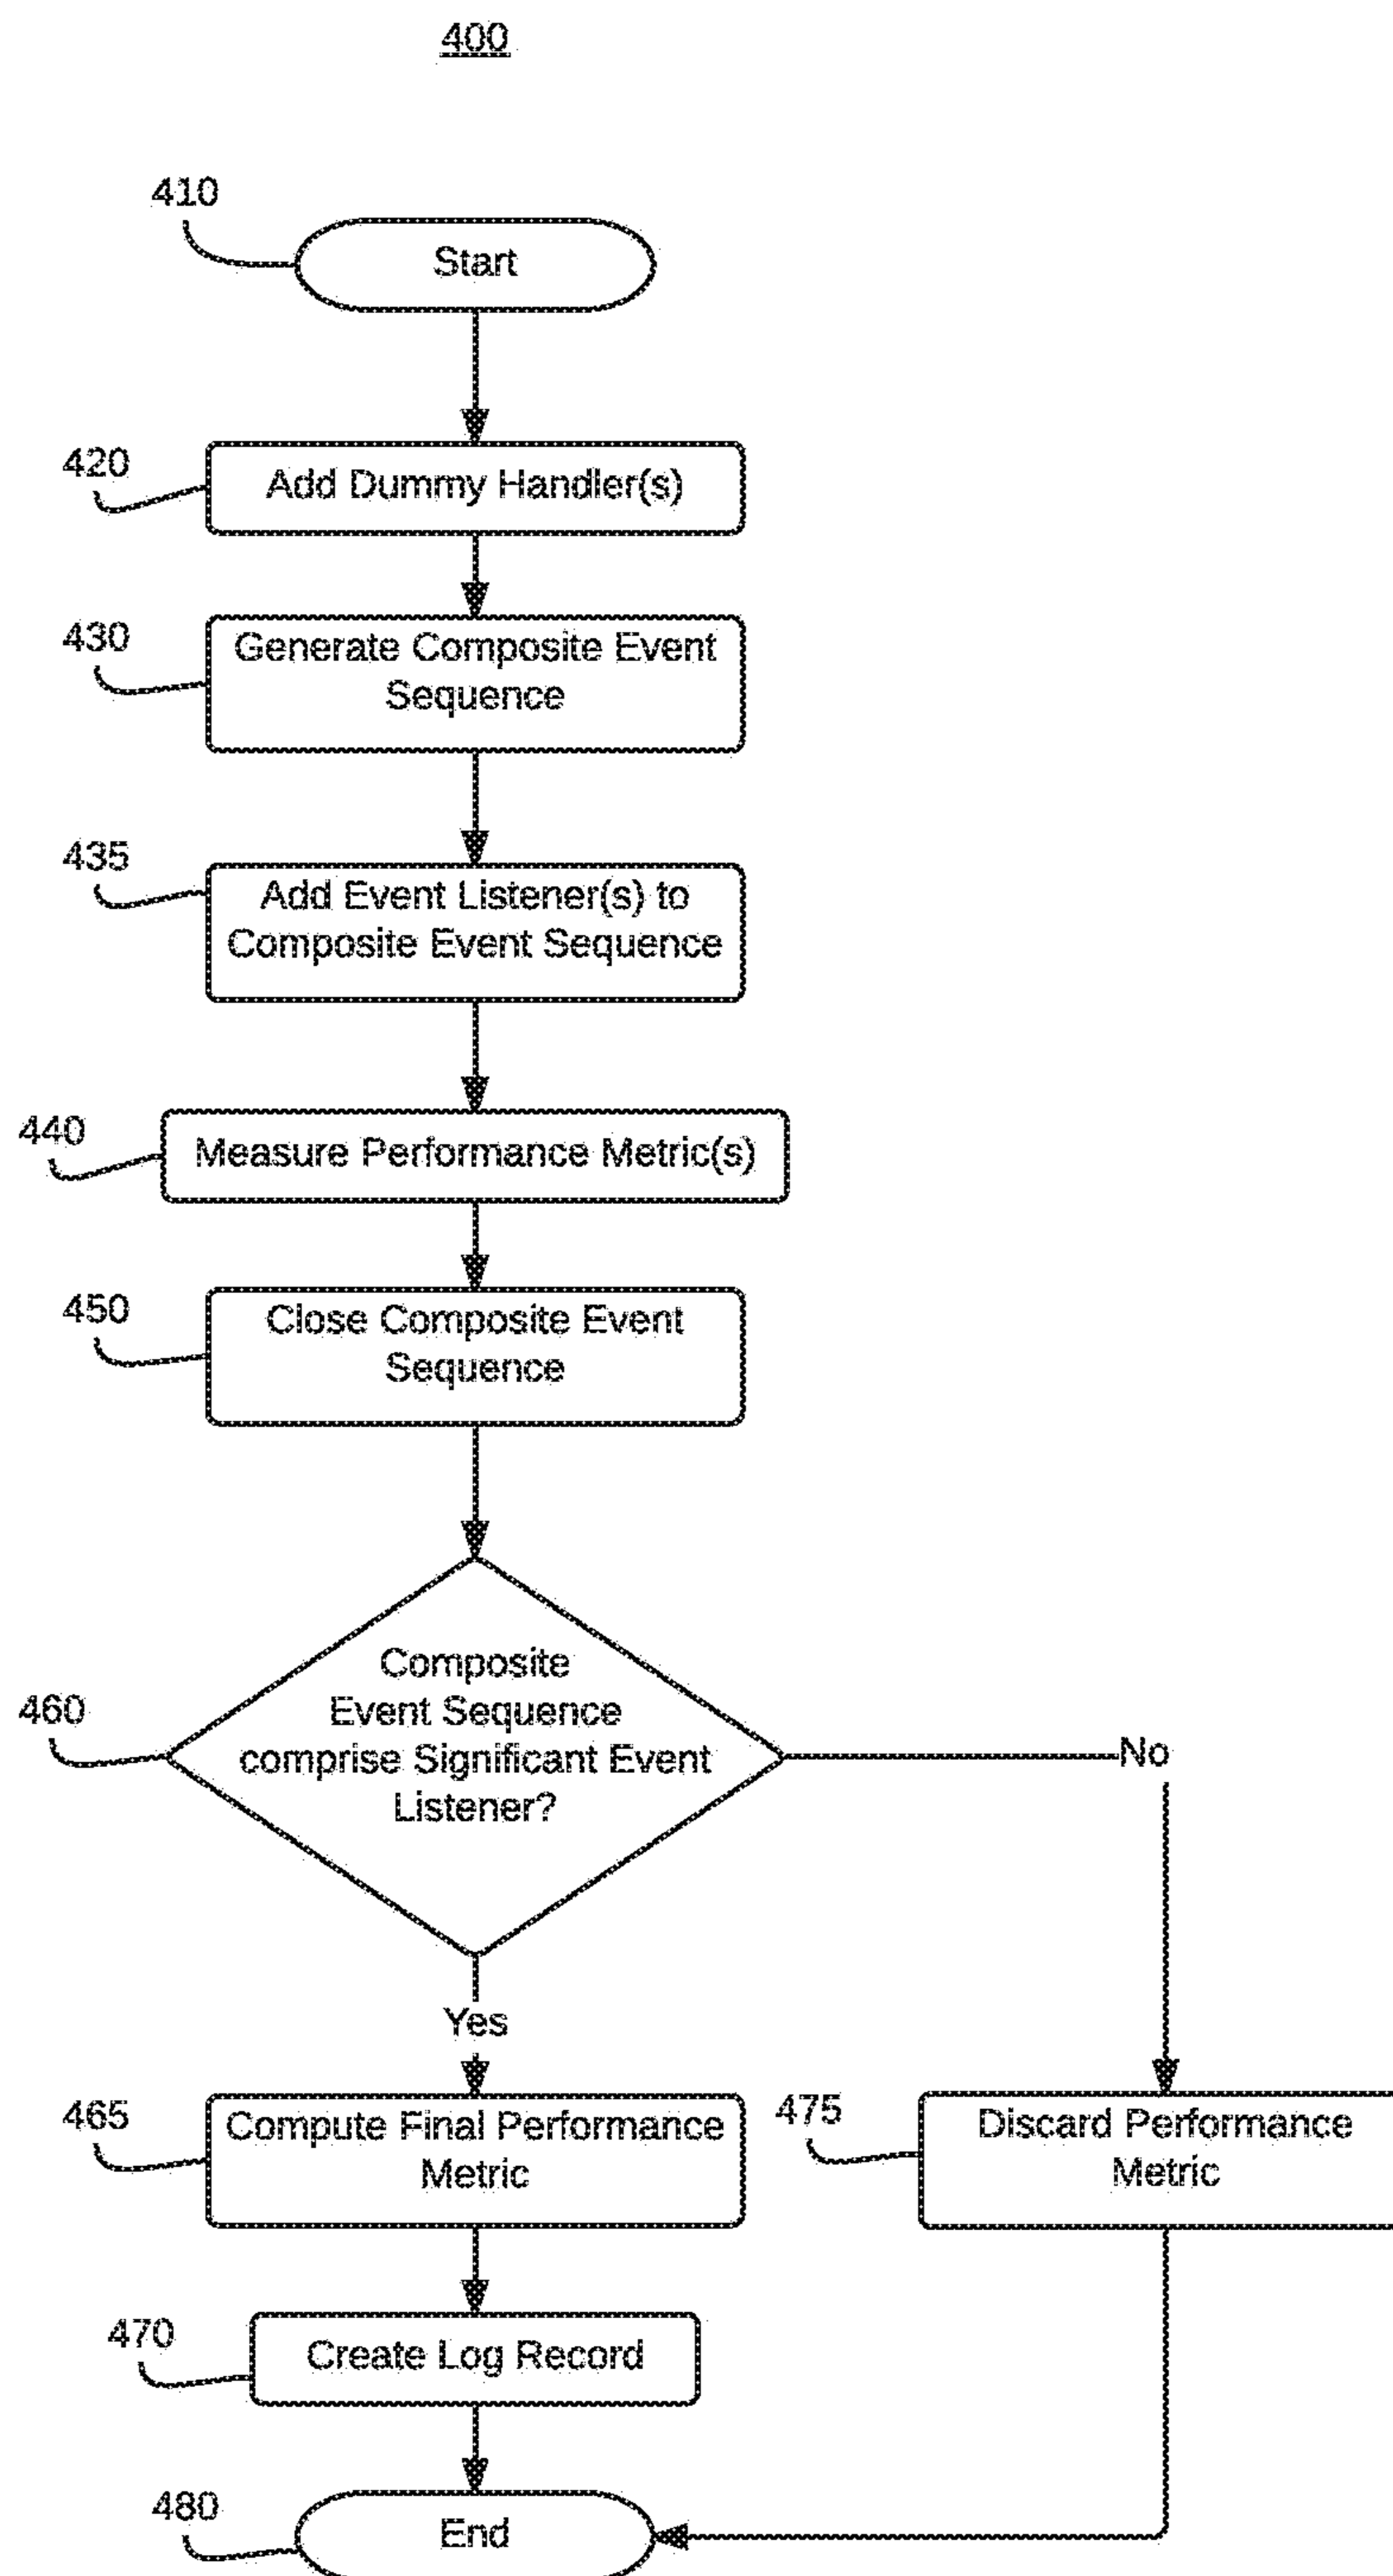 400
410
Start
420
Add Dummy Handler(s)
430
Generate Composite Event
Sequence
435
Add Event Listener(s) to
Composite Event Sequence
440
Measure Performance Metric(s)
450
Close Composite Event
Sequence
460
Composite
Event Sequence
comprise Significant Event
Listener?
No
Yes
465
Compute Final Performance
Metric
475
Discard Performance
Metric
470
Create Log Record
480
End